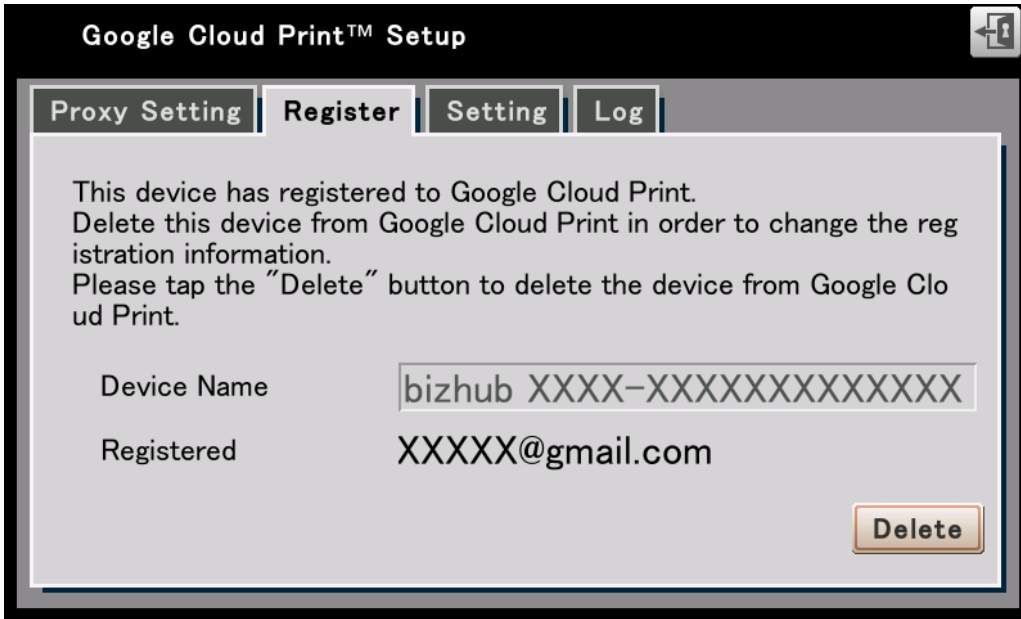 Google Cloud Print™ Setup
Proxy Setting
Register
Setting
Log
This device has registered to Google Cloud Print.
Delete this device from Google Cloud Print in order to change the reg
istration information.
Please tap the "Delete" button to delete the device from Google Clo
ud Print.
Device Name
bizhub XXXX-XXXXXXXXXXXXX
Registered
XXXXX@gmail.com
Delete